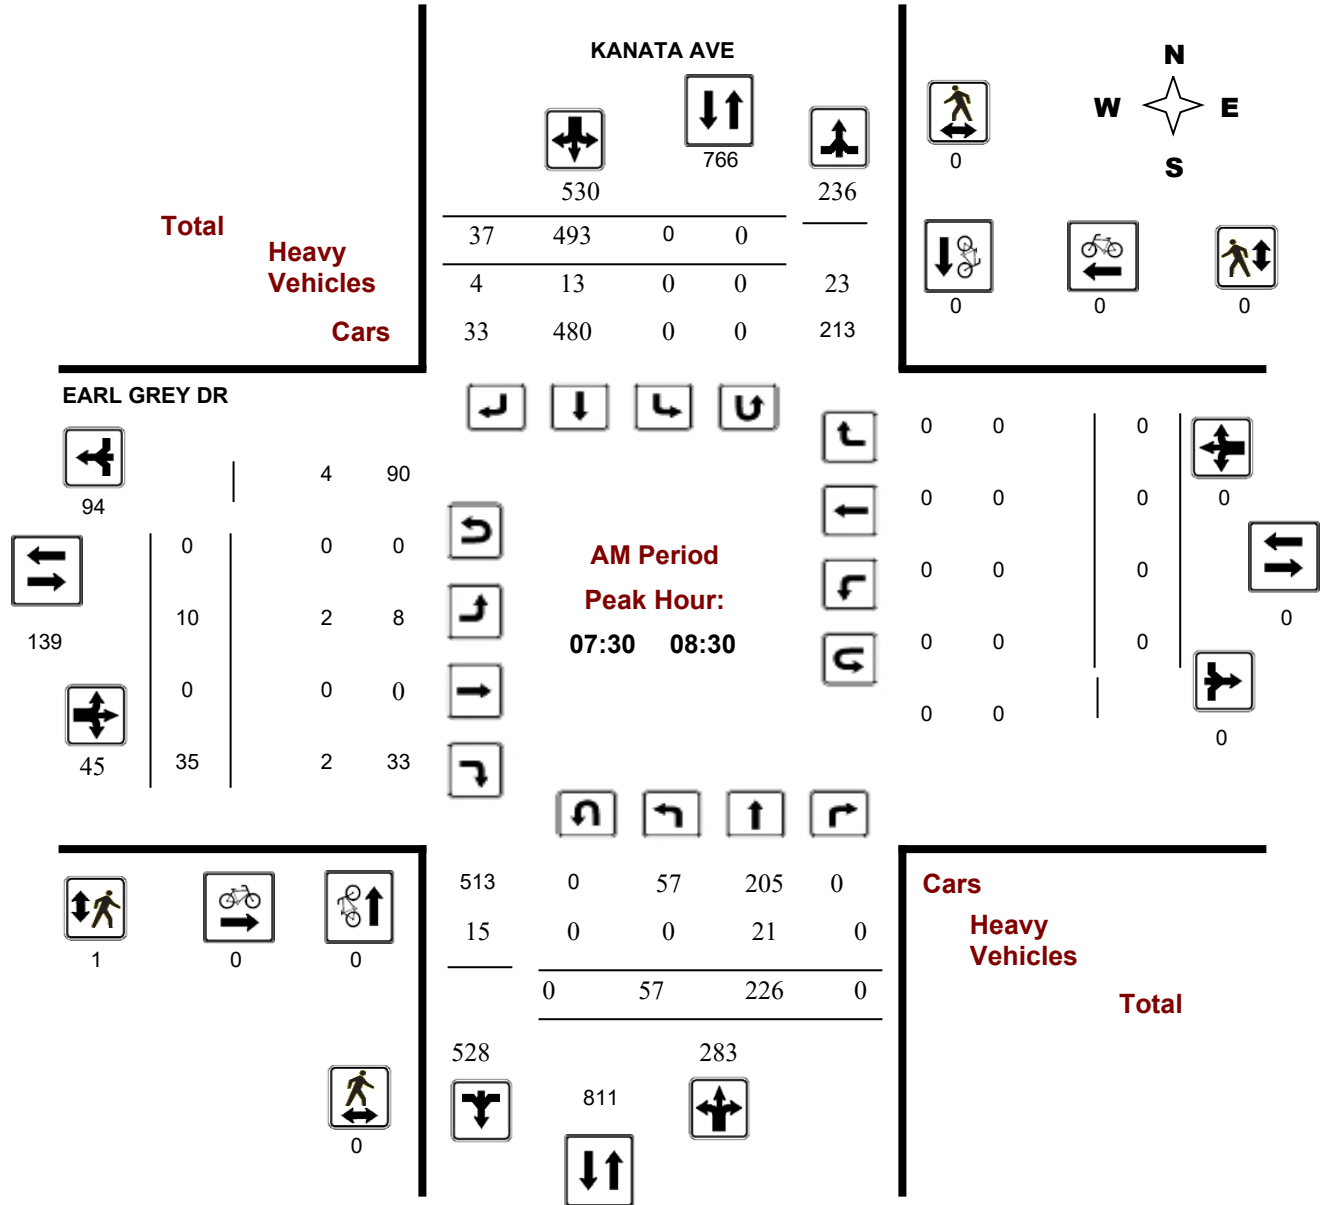 KANATA AVE
N
W E
S
766
0
530 236
Total 37 493 0 0
Heavy
Vehicles 4 13 0 0 23
Cars 33 480 0 0 213
0 0 0
EARL GREY DR
0 0 0
4 90
94
0 0 0 0
0 0 0
AM Period
0 0 0
Peak Hour:
10 2 8
0
139
07:30 08:30
0 0 0
0 0 0 0
0 0
0
45 35 2 33
513 0 57 205 0 Cars
15 0 0 21 0 Heavy
Vehicles
1 0 0
0 57 226 0 Total
528 283
811
0